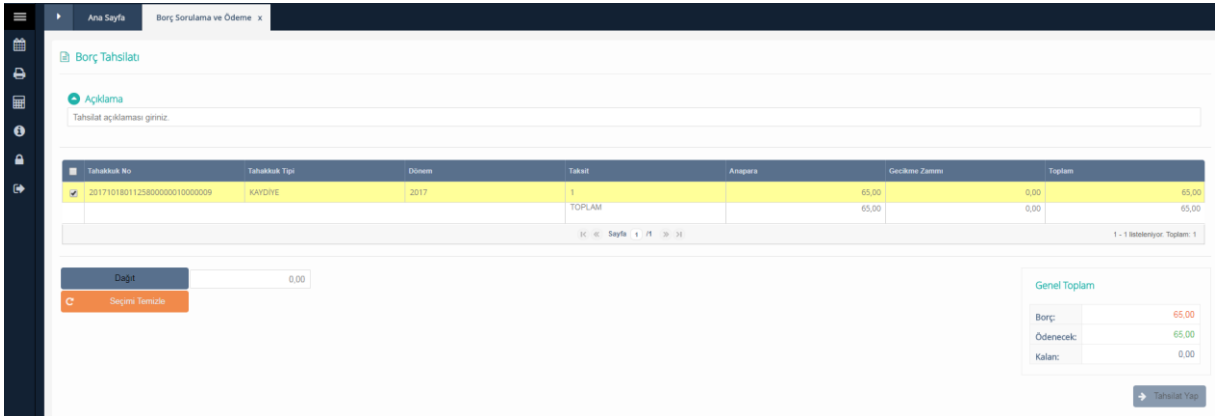 Ana Sayfa Borç Sorulama ve Ödeme x
Borç Tahsilatı
Açıklama
Tahsilat açıklaması giriniz.
Tahakkuk No Tahakkuk Tipi Dönem Taksit Anapara Gecikme Zammı Toplam
2017101801125800000010000009 KAYDİYE 2017 1 65,00 0,00 65,00
TOPLAM 65,00 0,00 65,00
Sayfa 1 /1 1 - 1 listeleniyor. Toplam: 1
Dağıt 0,00
Seçimi Temizle
Genel Toplam
Borç: 65,00
Ödenecek: 65,00
Kalan: 0,00
Tahsilat Yap